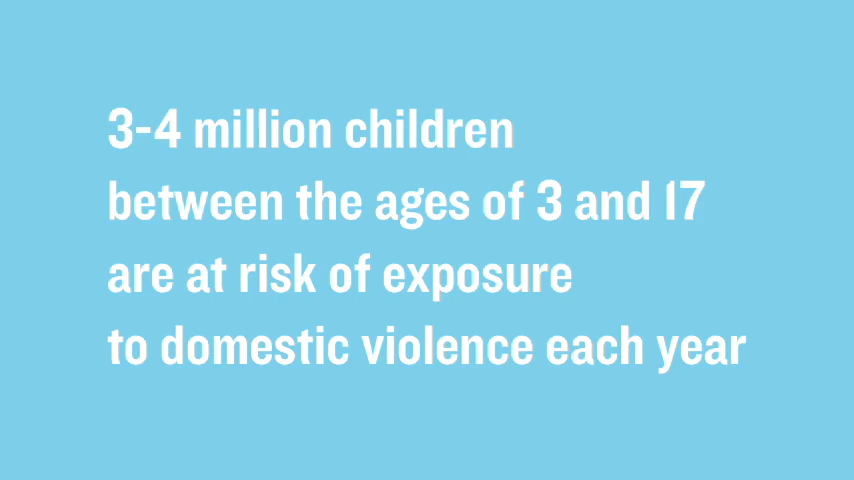 3-4 million children
between the ages of 3 and 17
are at risk of exposure
to domestic violence each year